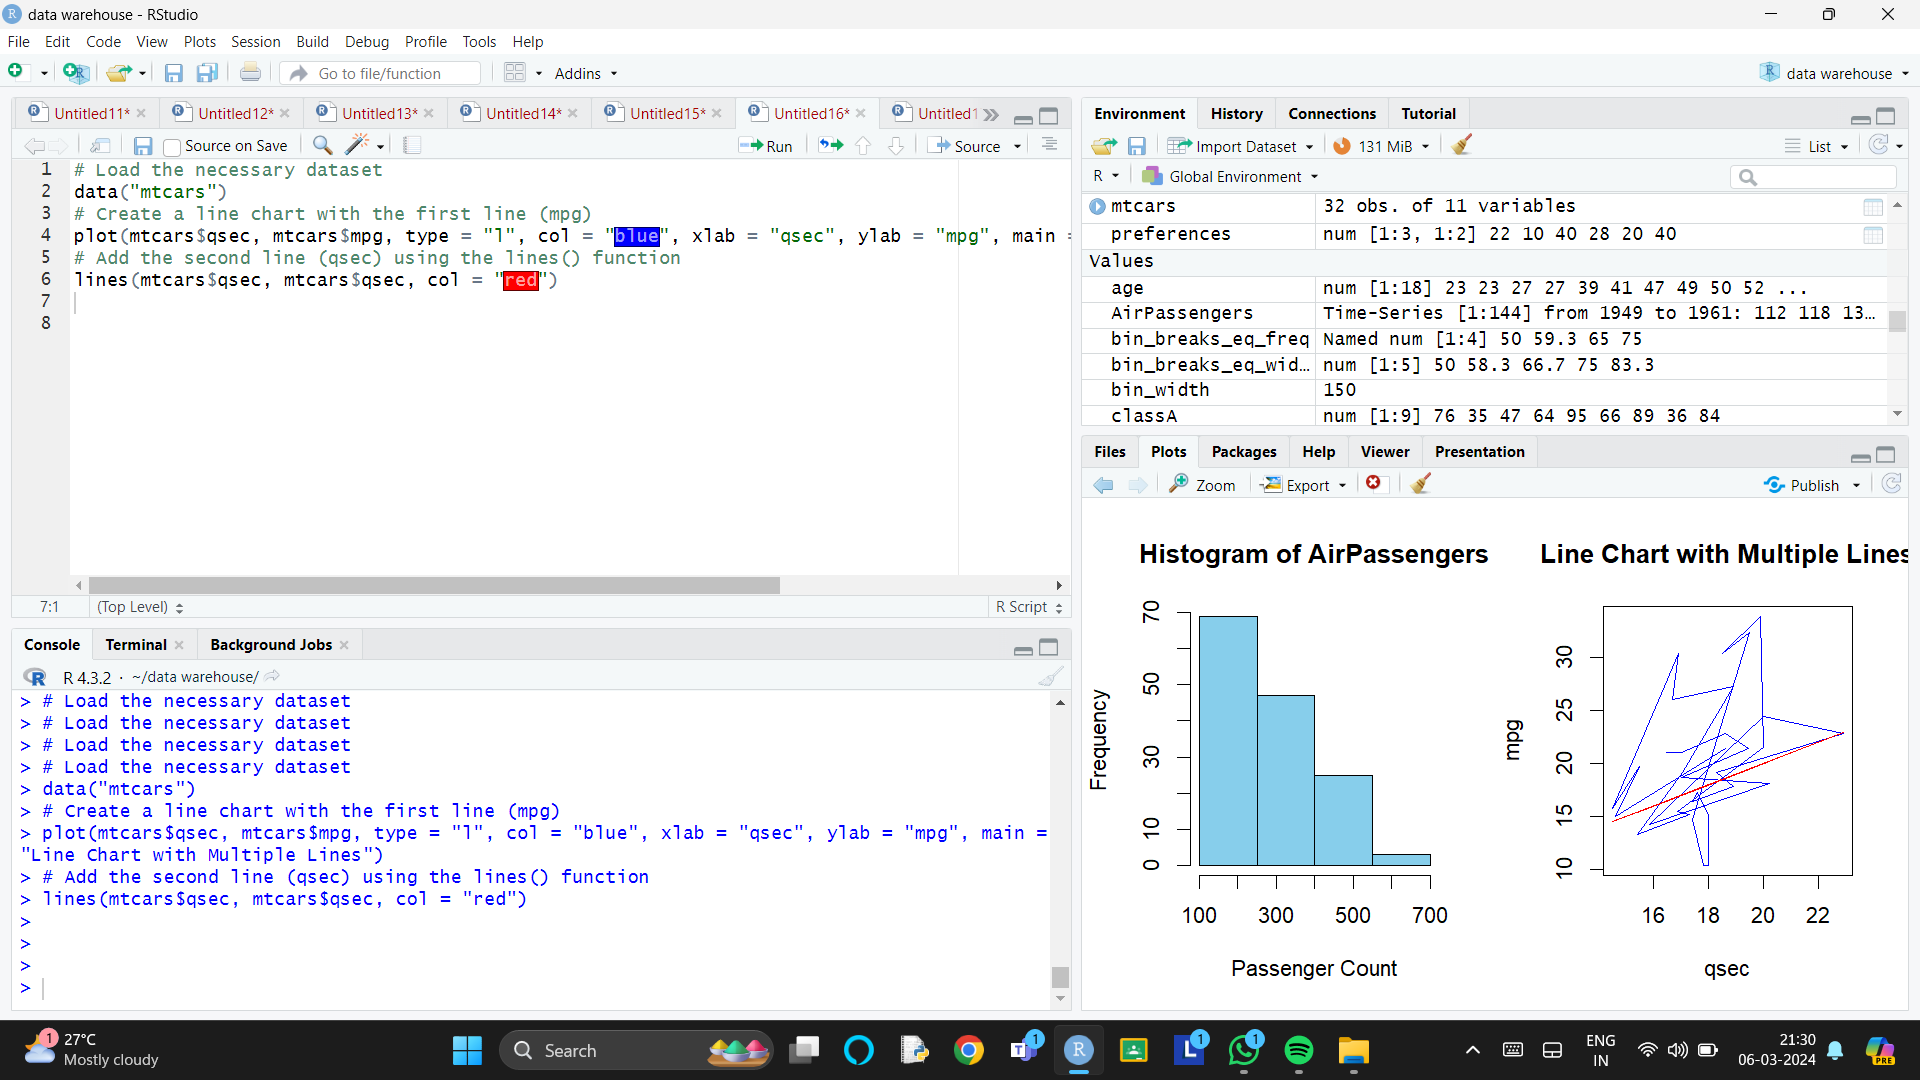 data warehouse - RStudio
File Edit Code View Plots Session Build Debug Profile Tools Help
Go to file/function Addins data warehouse
Untitled11* Untitled12* Untitled13* Untitled14* Untitled15* Untitled16* Untitled1
Source on Save Run Source
1 # Load the necessary dataset
2 data("mtcars")
3 # Create a line chart with the first line (mpg)
4 plot(mtcars$qsec, mtcars$mpg, type = "l", col = "blue", xlab = "qsec", ylab = "mpg", main =
5 # Add the second line (qsec) using the lines() function
6 lines(mtcars$qsec, mtcars$qsec, col = "red")
7
8
7:1 (Top Level) R Script
Console Terminal Background Jobs
R 4.3.2 · ~/data warehouse/
> # Load the necessary dataset
> # Load the necessary dataset
> # Load the necessary dataset
> # Load the necessary dataset
> data("mtcars")
> # Create a line chart with the first line (mpg)
> plot(mtcars$qsec, mtcars$mpg, type = "l", col = "blue", xlab = "qsec", ylab = "mpg", main =
"Line Chart with Multiple Lines")
> # Add the second line (qsec) using the lines() function
> lines(mtcars$qsec, mtcars$qsec, col = "red")
>
>
>
>
Environment History Connections Tutorial
Import Dataset 131 MiB List
R Global Environment
mtcars 32 obs. of 11 variables
preferences num [1:3, 1:2] 22 10 40 28 20 40
Values
age num [1:18] 23 23 27 27 39 41 47 49 50 52 ...
AirPassengers Time-Series [1:144] from 1949 to 1961: 112 118 13…
bin_breaks_eq_freq Named num [1:4] 50 59.3 65 75
bin_breaks_eq_wid… num [1:5] 50 58.3 66.7 75 83.3
bin_width 150
classA num [1:9] 76 35 47 64 95 66 89 36 84
Files Plots Packages Help Viewer Presentation
Zoom Export Publish
Histogram of AirPassengers
Frequency
0 10 30 50 70
100 300 500 700
Passenger Count
Line Chart with Multiple Lines
mpg
10 15 20 25 30
16 18 20 22
qsec
1 27°C
Mostly cloudy
Search
1
1
1
ENG
IN
21:30
06-03-2024
PRE